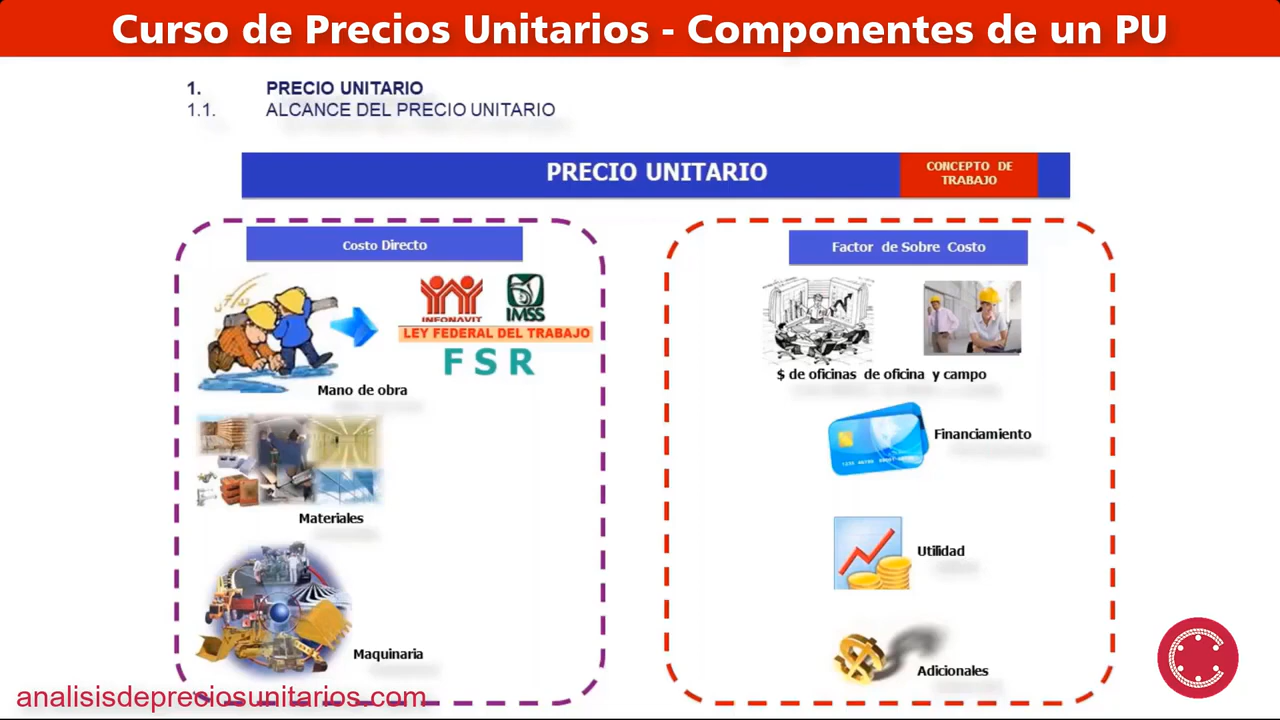 Curso de Precios Unitarios - Componentes de un PU
1. PRECIO UNITARIO
1.1. ALCANCE DEL PRECIO UNITARIO
PRECIO UNITARIO
CONCEPTO DE
TRABAJO
Costo Directo
INFONAVIT
IMSS
LEY FEDERAL DEL TRABAJO
F S R
Mano de obra
Materiales
Maquinaria
Factor de Sobre Costo
$ de oficinas de oficina y campo
Financiamiento
Utilidad
Adicionales
analisisdepreciosunitarios.com